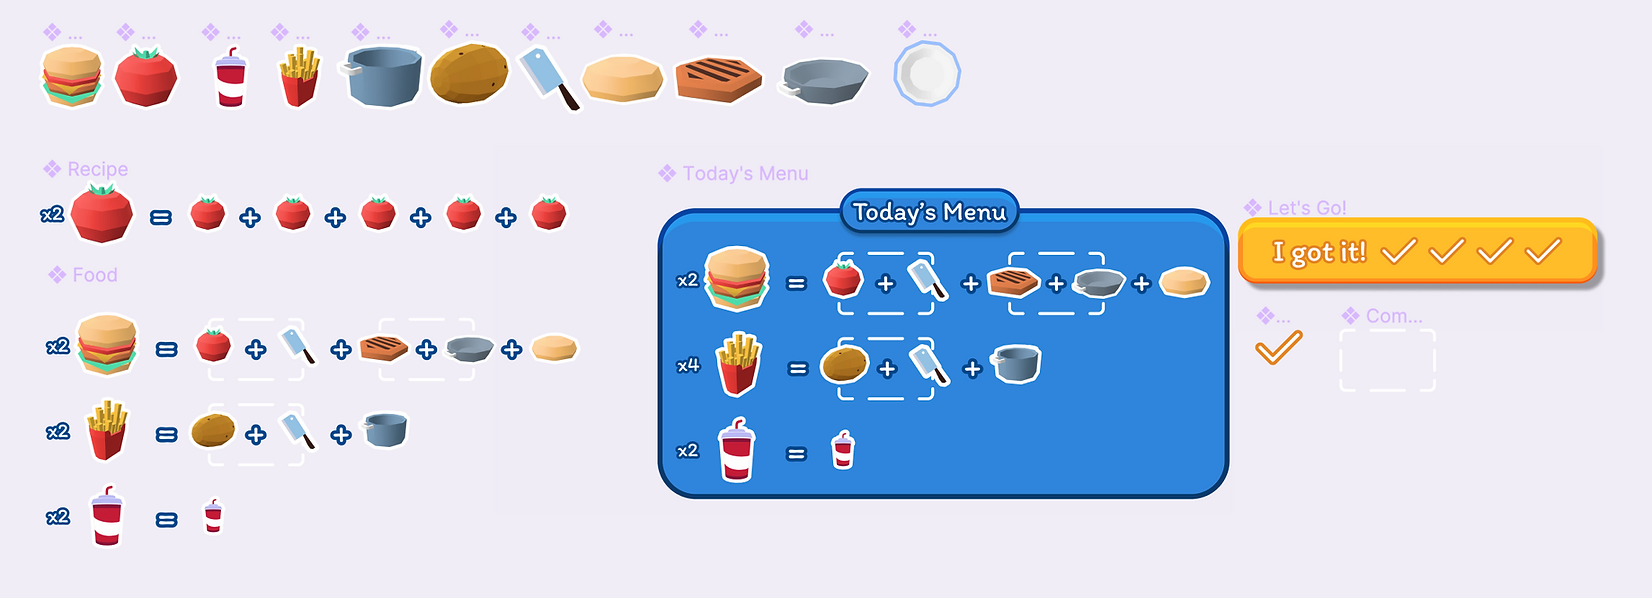 ...
...
...
...
...
...
...
...
...
...
...
Recipe
x2 = + + + +
Food
x2 = + + + +
x2 = + +
x2 =
Today's Menu
Today's Menu
x2 = + + + +
x4 = + +
x2 =
Let's Go!
I got it!
...
Com...